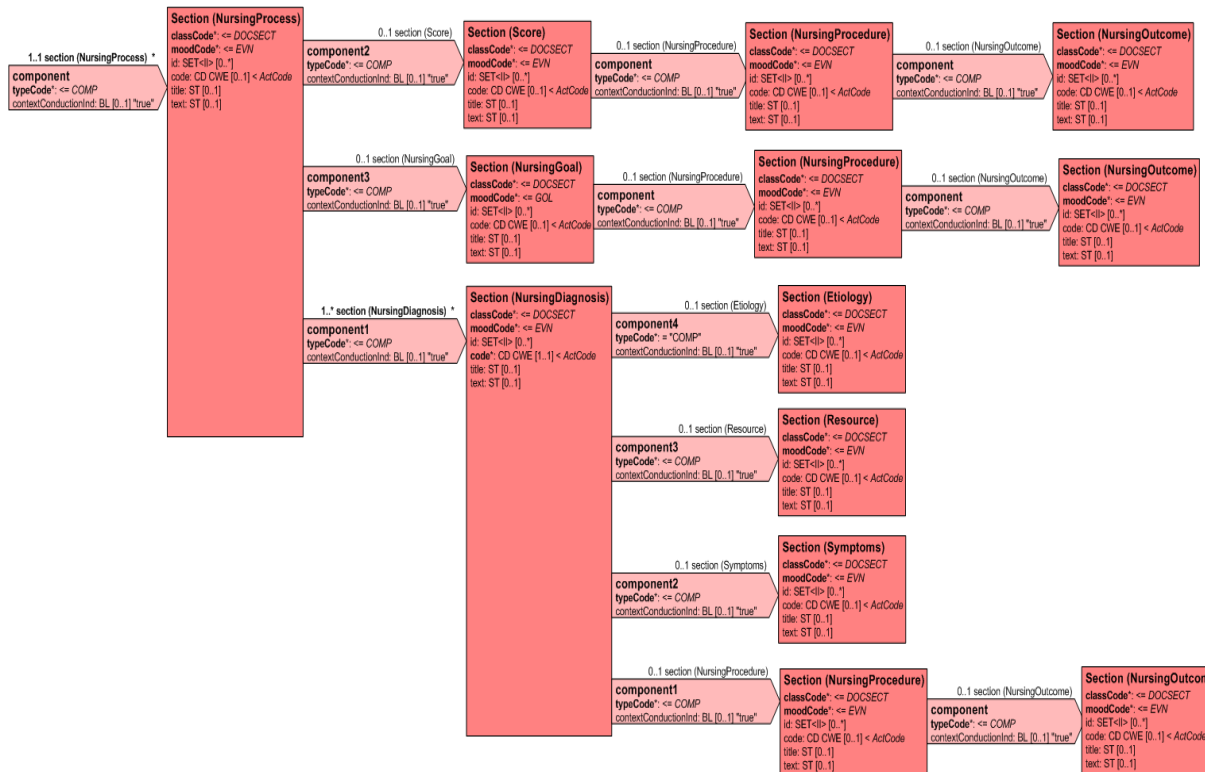 1..1 section (NursingProcess) *
component
typeCode*: <= COMP
contextConductionInd: BL [0..1] "true"
Section (NursingProcess)
classCode*: <= DOCSECT
moodCode*: <= EVN
id: SET<II> [0..*]
code: CD CWE [0..1] < ActCode
title: ST [0..1]
text: ST [0..1]
0..1 section (Score)
component2
typeCode*: <= COMP
contextConductionInd: BL [0..1] "true"
Section (Score)
classCode*: <= DOCSECT
moodCode*: <= EVN
id: SET<II> [0..*]
code: CD CWE [0..1] < ActCode
title: ST [0..1]
text: ST [0..1]
0..1 section (NursingProcedure)
component
typeCode*: <= COMP
contextConductionInd: BL [0..1] "true"
Section (NursingProcedure)
classCode*: <= DOCSECT
moodCode*: <= EVN
id: SET<II> [0..*]
code: CD CWE [0..1] < ActCode
title: ST [0..1]
text: ST [0..1]
0..1 section (NursingOutcome)
component
typeCode*: <= COMP
contextConductionInd: BL [0..1] "true"
Section (NursingOutcome)
classCode*: <= DOCSECT
moodCode*: <= EVN
id: SET<II> [0..*]
code: CD CWE [0..1] < ActCode
title: ST [0..1]
text: ST [0..1]
0..1 section (NursingGoal)
component3
typeCode*: <= COMP
contextConductionInd: BL [0..1] "true"
Section (NursingGoal)
classCode*: <= DOCSECT
moodCode*: <= GOL
id: SET<II> [0..*]
code: CD CWE [0..1] < ActCode
title: ST [0..1]
text: ST [0..1]
0..1 section (NursingProcedure)
component
typeCode*: <= COMP
contextConductionInd: BL [0..1] "true"
Section (NursingProcedure)
classCode*: <= DOCSECT
moodCode*: <= EVN
id: SET<II> [0..*]
code: CD CWE [0..1] < ActCode
title: ST [0..1]
text: ST [0..1]
0..1 section (NursingOutcome)
component
typeCode*: <= COMP
contextConductionInd: BL [0..1] "true"
Section (NursingOutcome)
classCode*: <= DOCSECT
moodCode*: <= EVN
id: SET<II> [0..*]
code: CD CWE [0..1] < ActCode
title: ST [0..1]
text: ST [0..1]
1..* section (NursingDiagnosis) *
component1
typeCode*: <= COMP
contextConductionInd: BL [0..1] "true"
Section (NursingDiagnosis)
classCode*: <= DOCSECT
moodCode*: <= EVN
id: SET<II> [0..*]
code*: CD CWE [1..1] < ActCode
title: ST [0..1]
text: ST [0..1]
0..1 section (Etiology)
component4
typeCode*: = "COMP"
contextConductionInd: BL [0..1] "true"
Section (Etiology)
classCode*: <= DOCSECT
moodCode*: <= EVN
id: SET<II> [0..*]
code: CD CWE [0..1] < ActCode
title: ST [0..1]
text: ST [0..1]
0..1 section (Resource)
component3
typeCode*: <= COMP
contextConductionInd: BL [0..1] "true"
Section (Resource)
classCode*: <= DOCSECT
moodCode*: <= EVN
id: SET<II> [0..*]
code: CD CWE [0..1] < ActCode
title: ST [0..1]
text: ST [0..1]
0..1 section (Symptoms)
component2
typeCode*: <= COMP
contextConductionInd: BL [0..1] "true"
Section (Symptoms)
classCode*: <= DOCSECT
moodCode*: <= EVN
id: SET<II> [0..*]
code: CD CWE [0..1] < ActCode
title: ST [0..1]
text: ST [0..1]
0..1 section (NursingProcedure)
component1
typeCode*: <= COMP
contextConductionInd: BL [0..1] "true"
Section (NursingProcedure)
classCode*: <= DOCSECT
moodCode*: <= EVN
id: SET<II> [0..*]
code: CD CWE [0..1] < ActCode
title: ST [0..1]
text: ST [0..1]
0..1 section (NursingOutcome)
component
typeCode*: <= COMP
contextConductionInd: BL [0..1] "true"
Section (NursingOutcom
classCode*: <= DOCSECT
moodCode*: <= EVN
id: SET<II> [0..*]
code: CD CWE [0..1] < ActCode
title: ST [0..1]
text: ST [0..1]